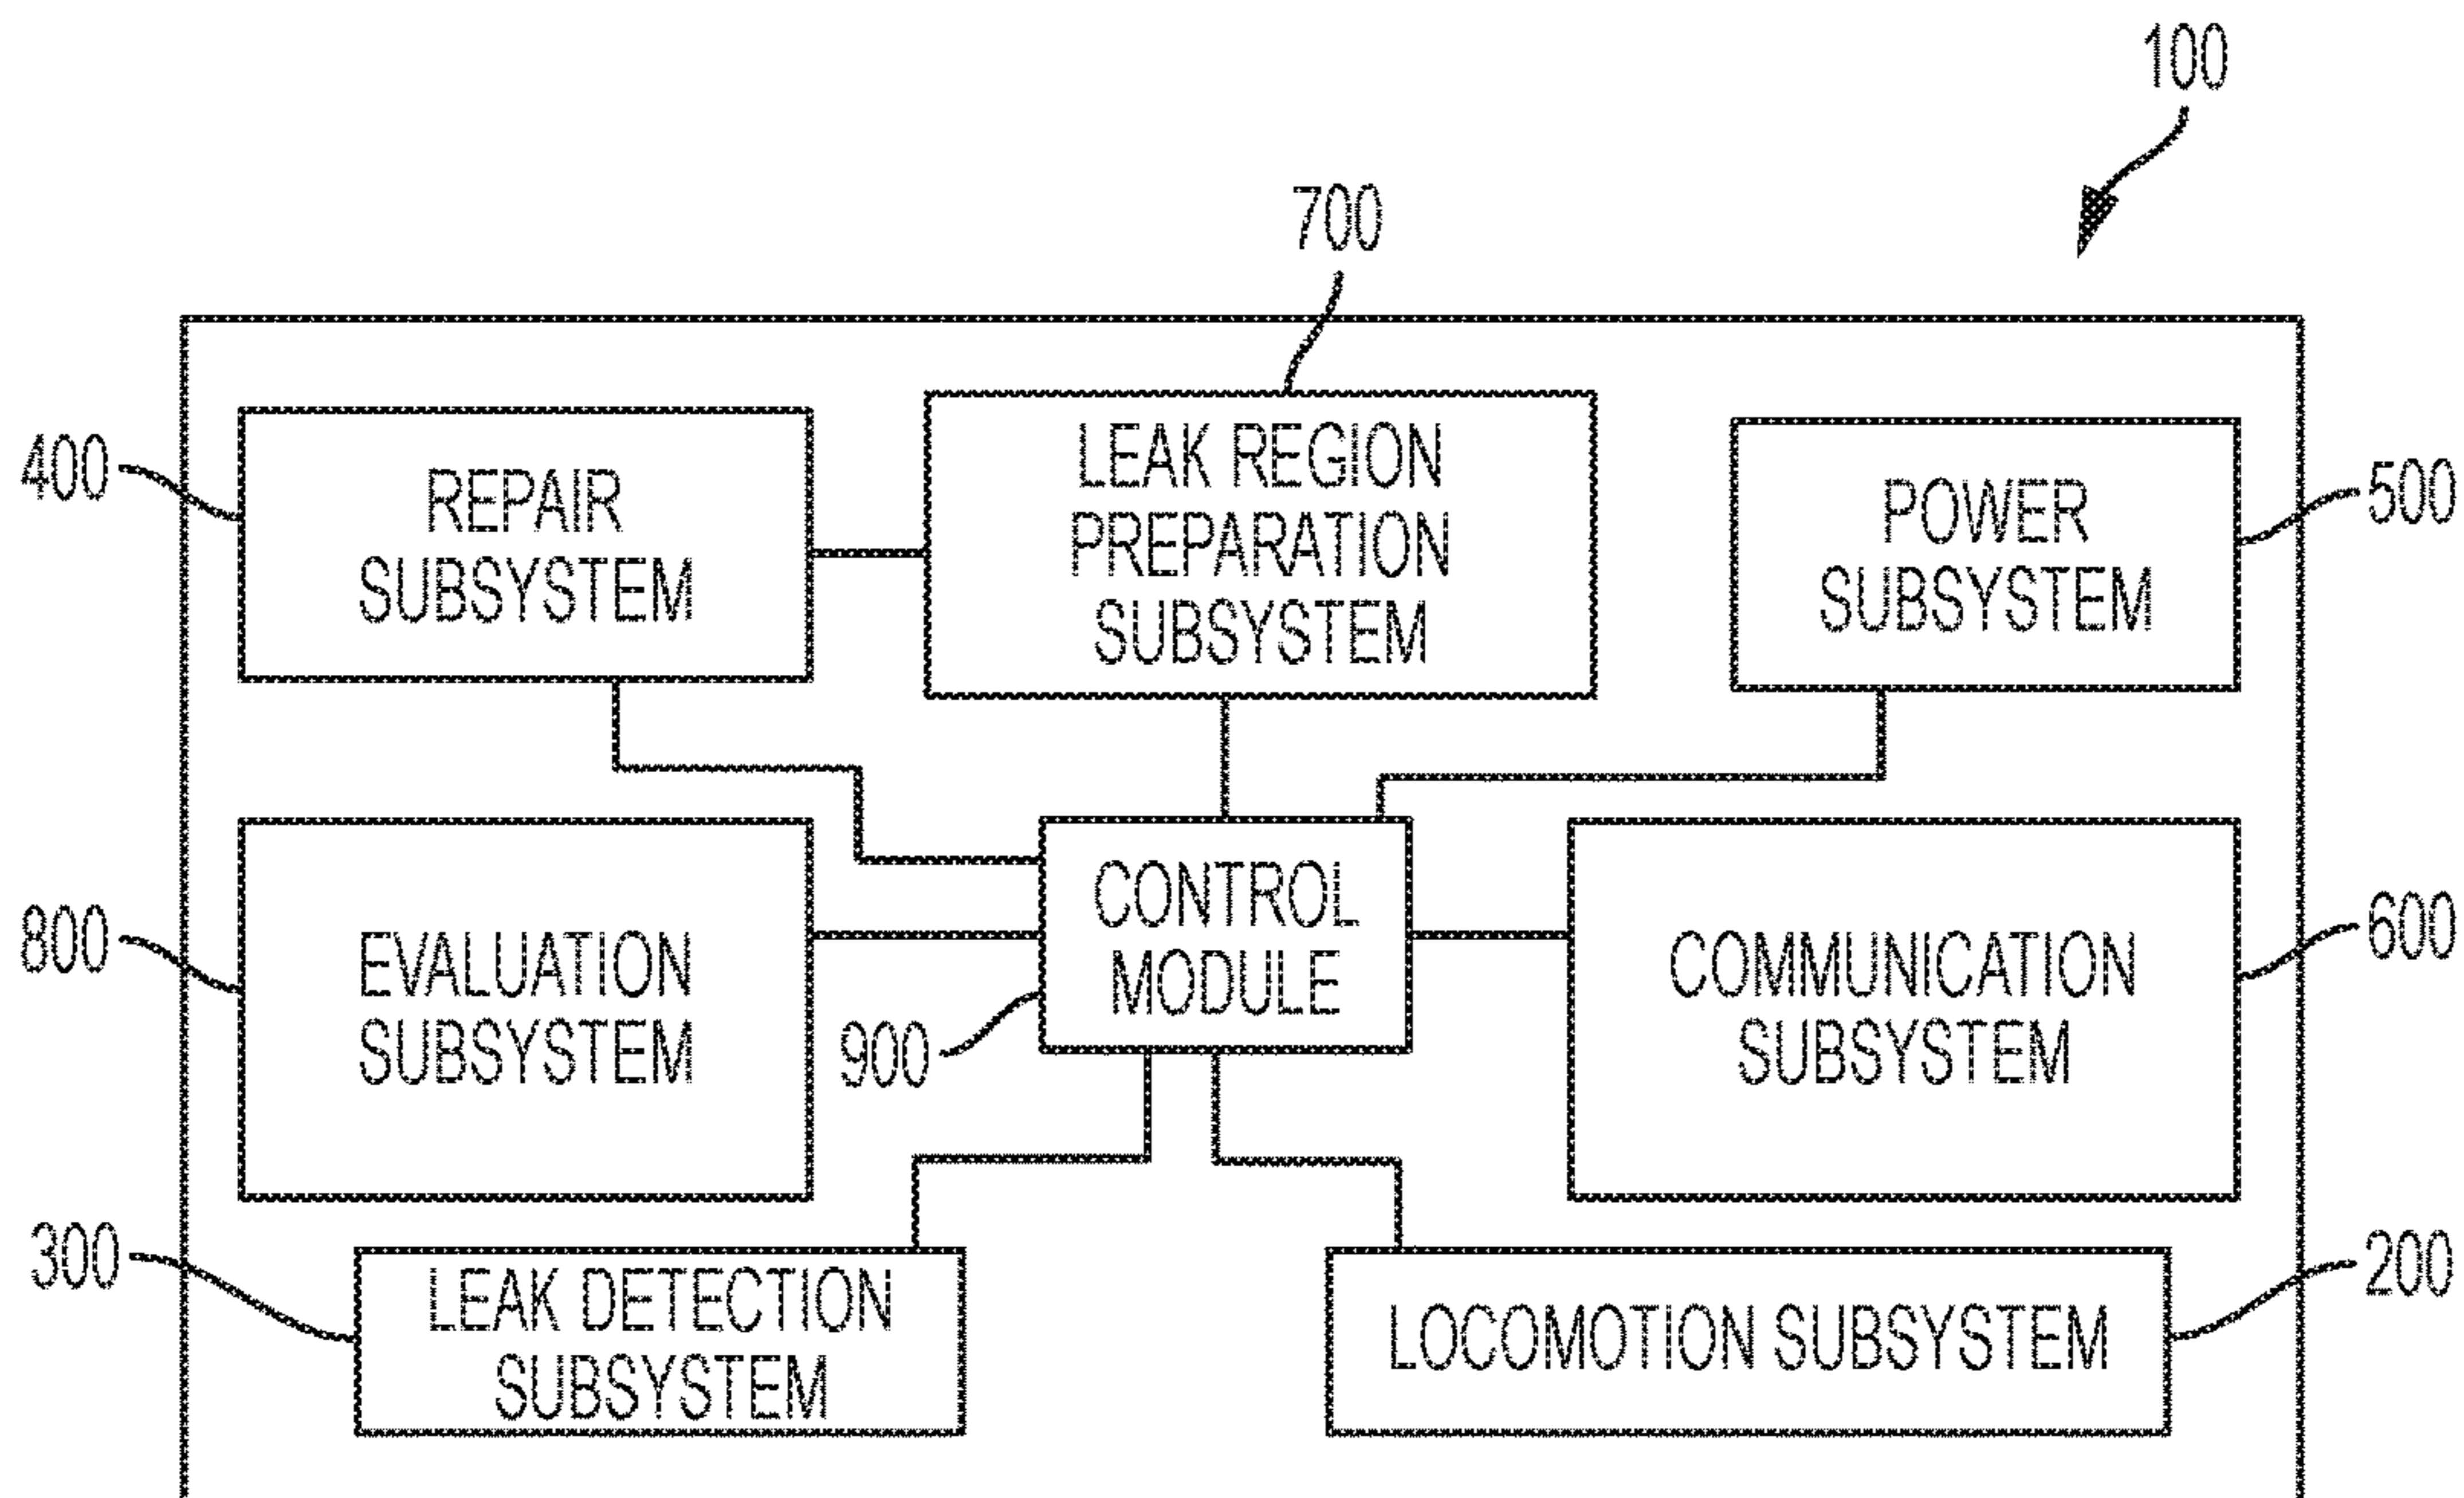 100
700
400
REPAIR
SUBSYSTEM
LEAK REGION
PREPARATION
SUBSYSTEM
POWER
SUBSYSTEM
500
800
EVALUATION
SUBSYSTEM
CONTROL
MODULE
900
COMMUNICATION
SUBSYSTEM
600
300
LEAK DETECTION
SUBSYSTEM
LOCOMOTION SUBSYSTEM
200